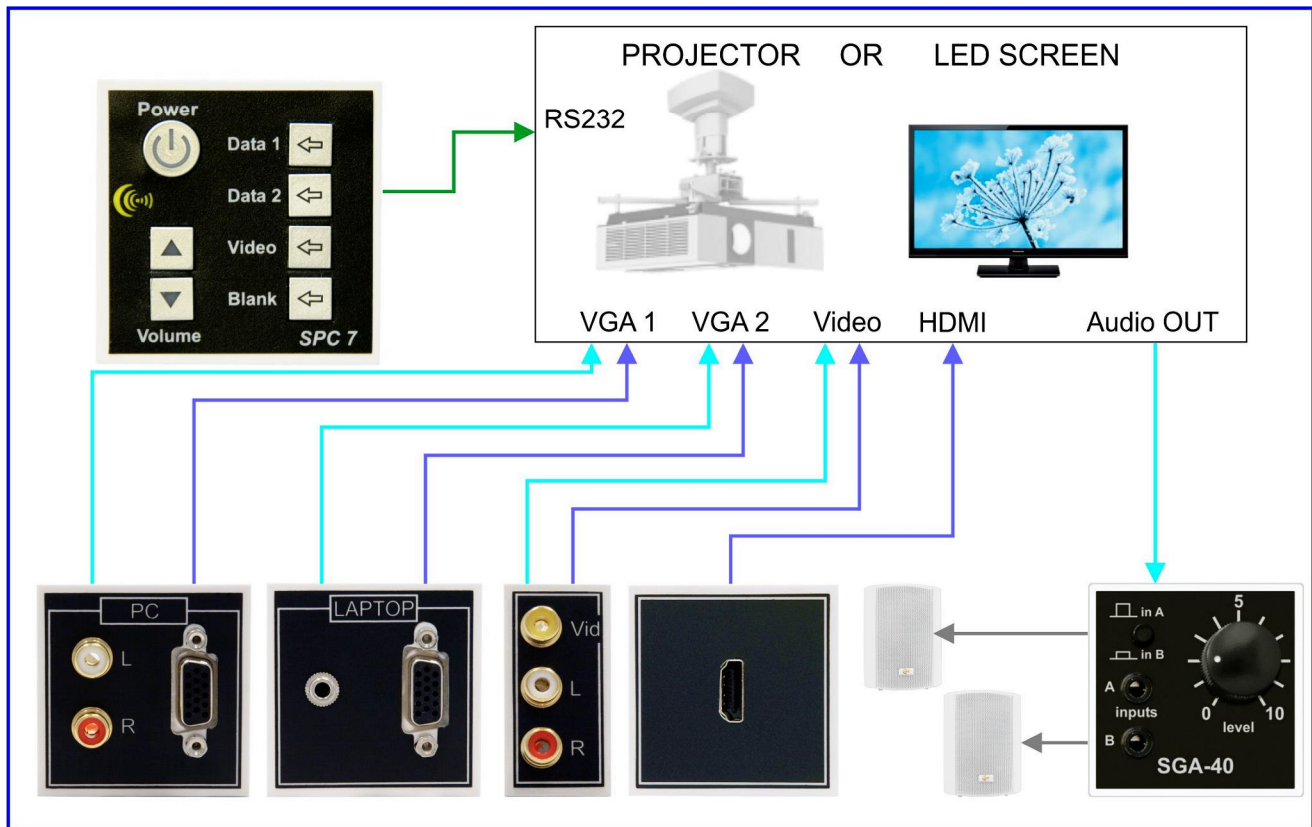 PROJECTOR OR LED SCREEN
RS232
VGA 1 VGA 2 Video HDMI Audio OUT
Power
Data 1
Data 2
Video
Blank
Volume
SPC 7
PC
L
R
LAPTOP
Vid
L
R
in A
in B
A
inputs
B
5
0
10
level
SGA-40